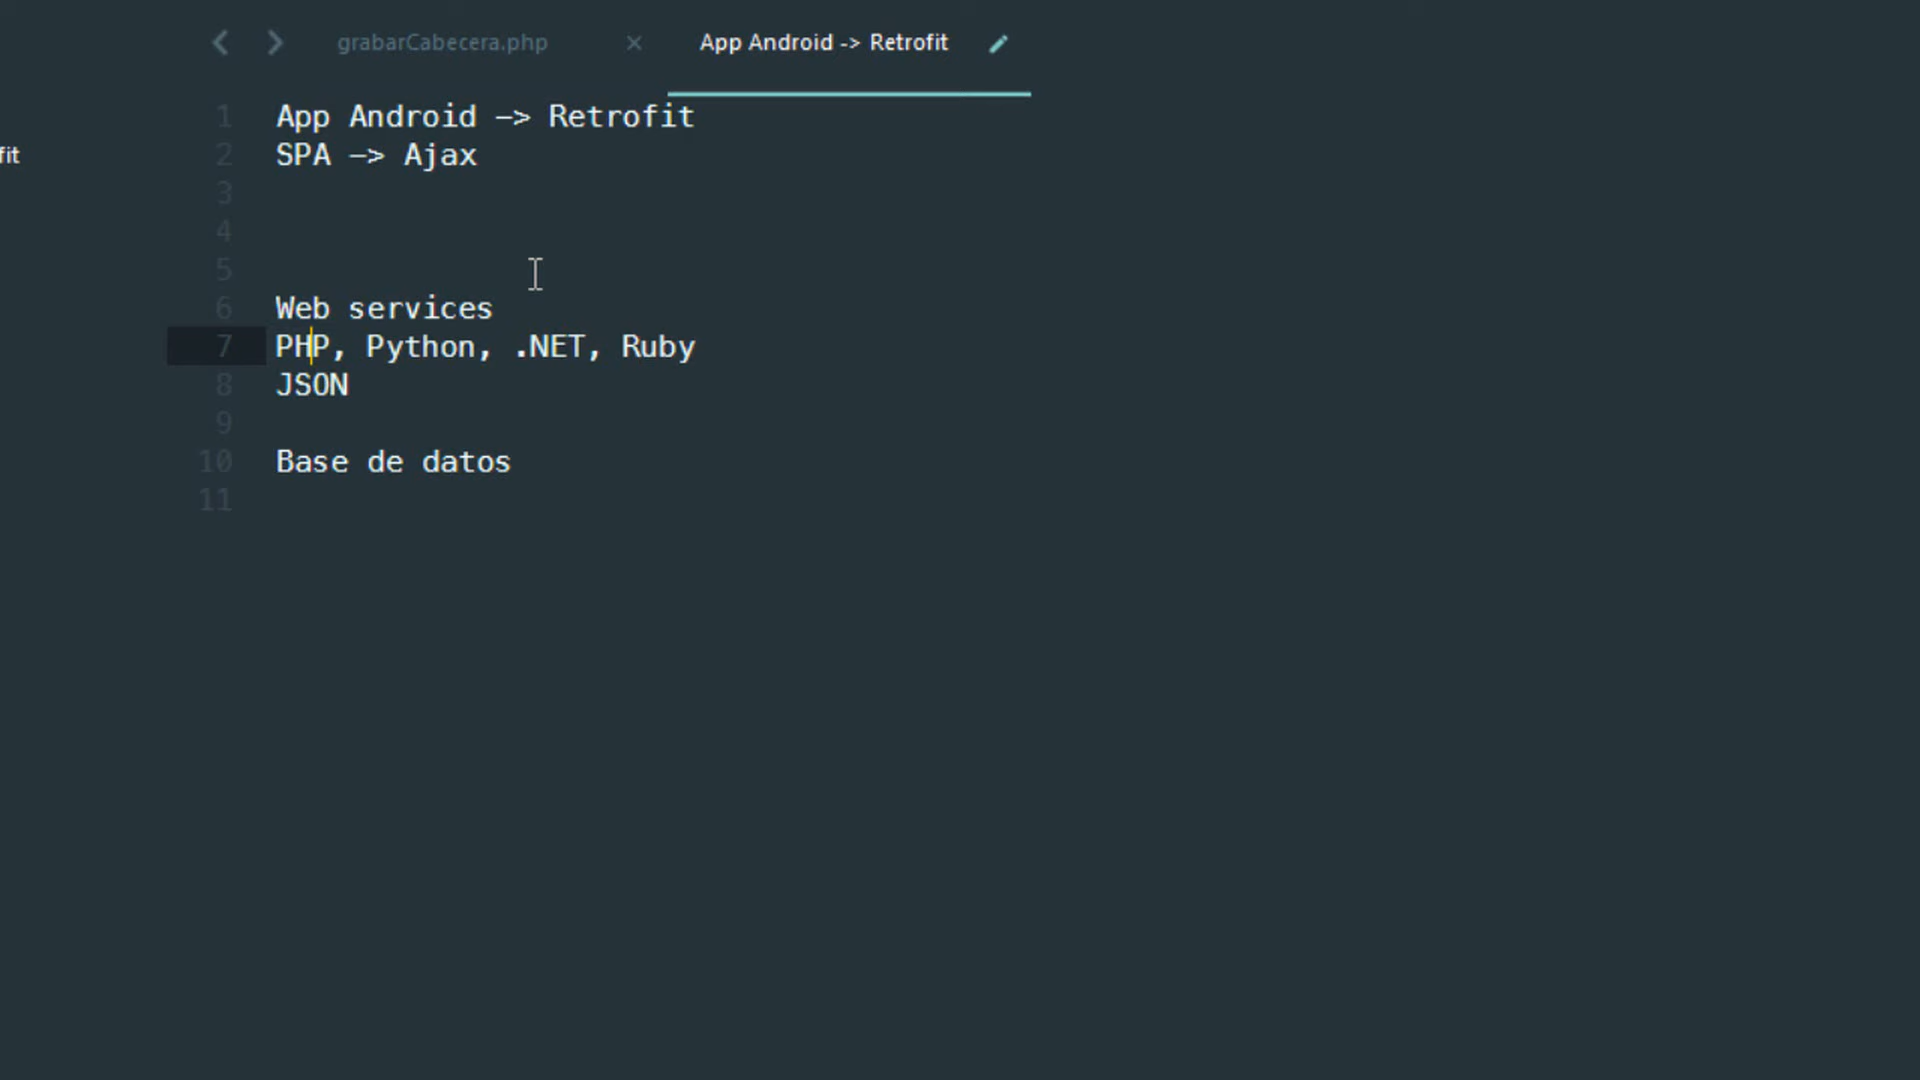 grabarCabecera.php
App Android -> Retrofit
fit
1 App Android -> Retrofit
2 SPA -> Ajax
3
4
5
6 Web services
7 PHP, Python, .NET, Ruby
8 JSON
9
10 Base de datos
11